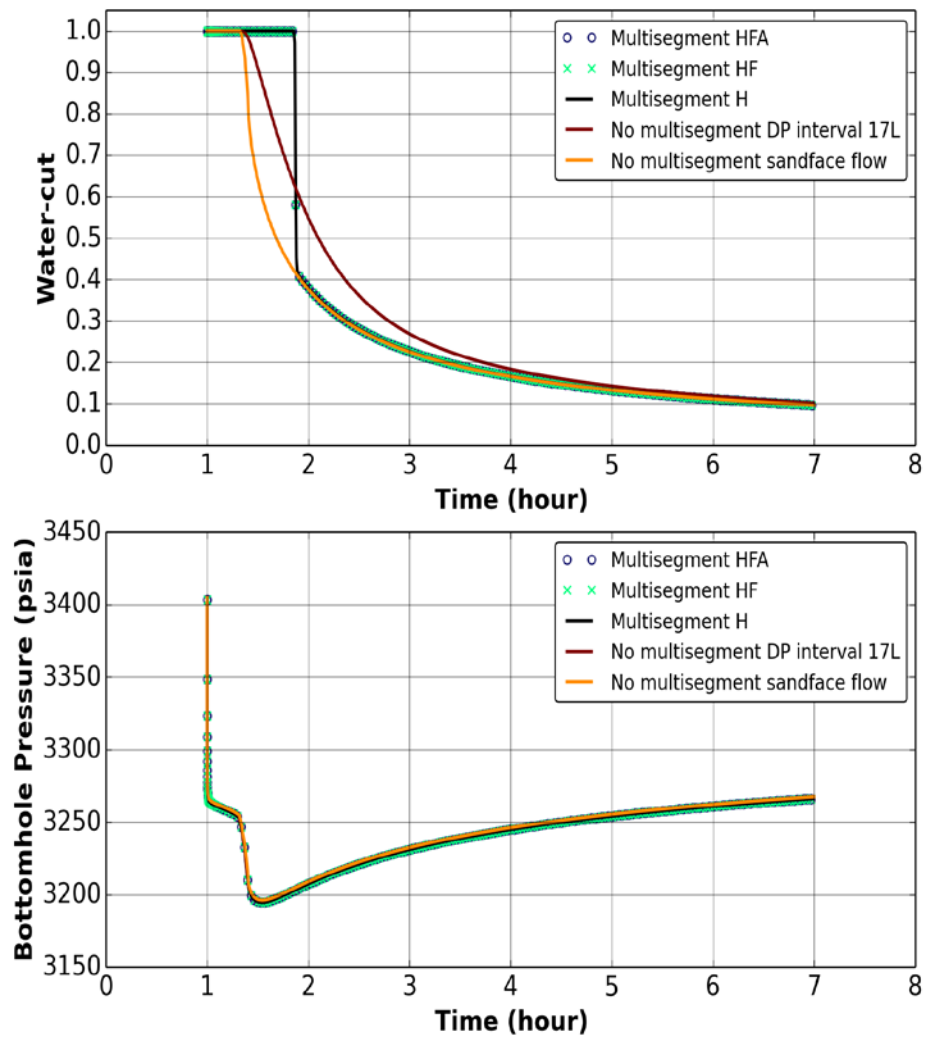 1.0
0.9
0.8
0.7
0.6
0.5
0.4
0.3
0.2
0.1
0.0
Water-cut
Multisegment HFA
Multisegment HF
Multisegment H
No multisegment DP interval 17L
No multisegment sandface flow
0 1 2 3 4 5 6 7 8
Time (hour)
3450
3400
3350
3300
3250
3200
3150
Bottomhole Pressure (psia)
Multisegment HFA
Multisegment HF
Multisegment H
No multisegment DP interval 17L
No multisegment sandface flow
0 1 2 3 4 5 6 7 8
Time (hour)